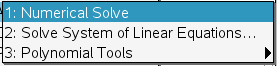 1: Numerical Solve
2: Solve System of Linear Equations...
3: Polynomial Tools